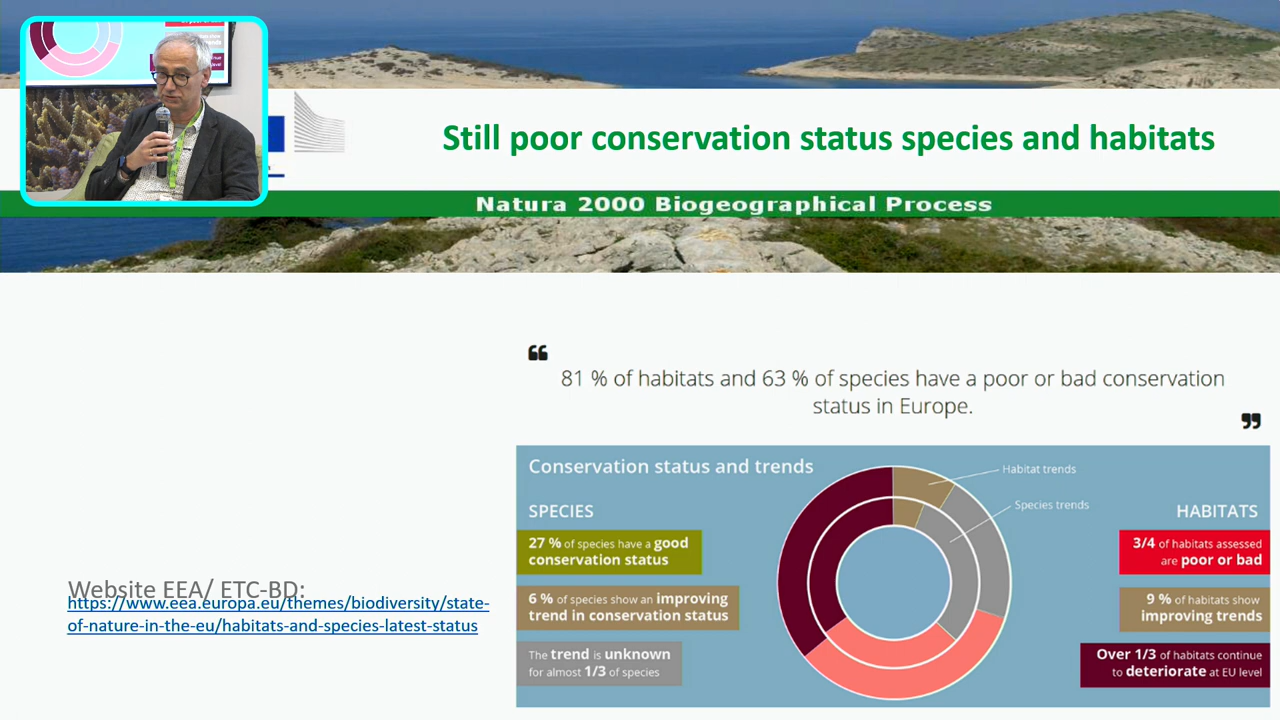 Still poor conservation status species and habitats
Natura 2000 Biogeographical Process
❝
81 % of habitats and 63 % of species have a poor or bad conservation
status in Europe.
❞
Conservation status and trends
Habitat trends
Species trends
SPECIES
27 % of species have a good
conservation status
6 % of species show an improving
trend in conservation status
The trend is unknown
for almost 1/3 of species
HABITATS
3/4 of habitats assessed
are poor or bad
9 % of habitats show
improving trends
Over 1/3 of habitats continue
to deteriorate at EU level
Website EEA/ ETC-BD:
https://www.eea.europa.eu/themes/biodiversity/state-
of-nature-in-the-eu/habitats-and-species-latest-status